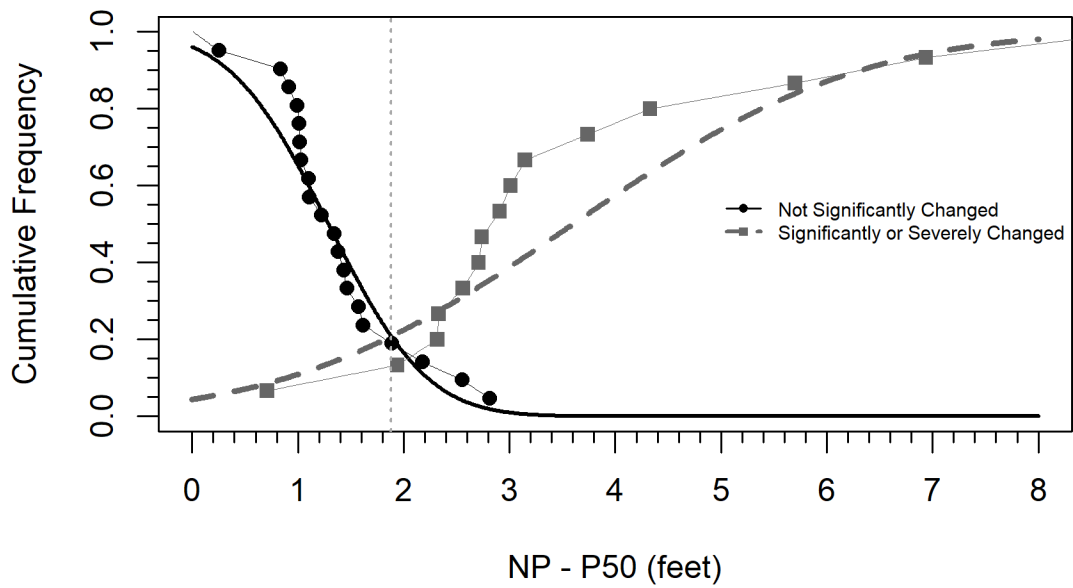 Cumulative Frequency
1.0
0.8
0.6
0.4
0.2
0.0
Not Significantly Changed
Significantly or Severely Changed
0 1 2 3 4 5 6 7 8
NP - P50 (feet)